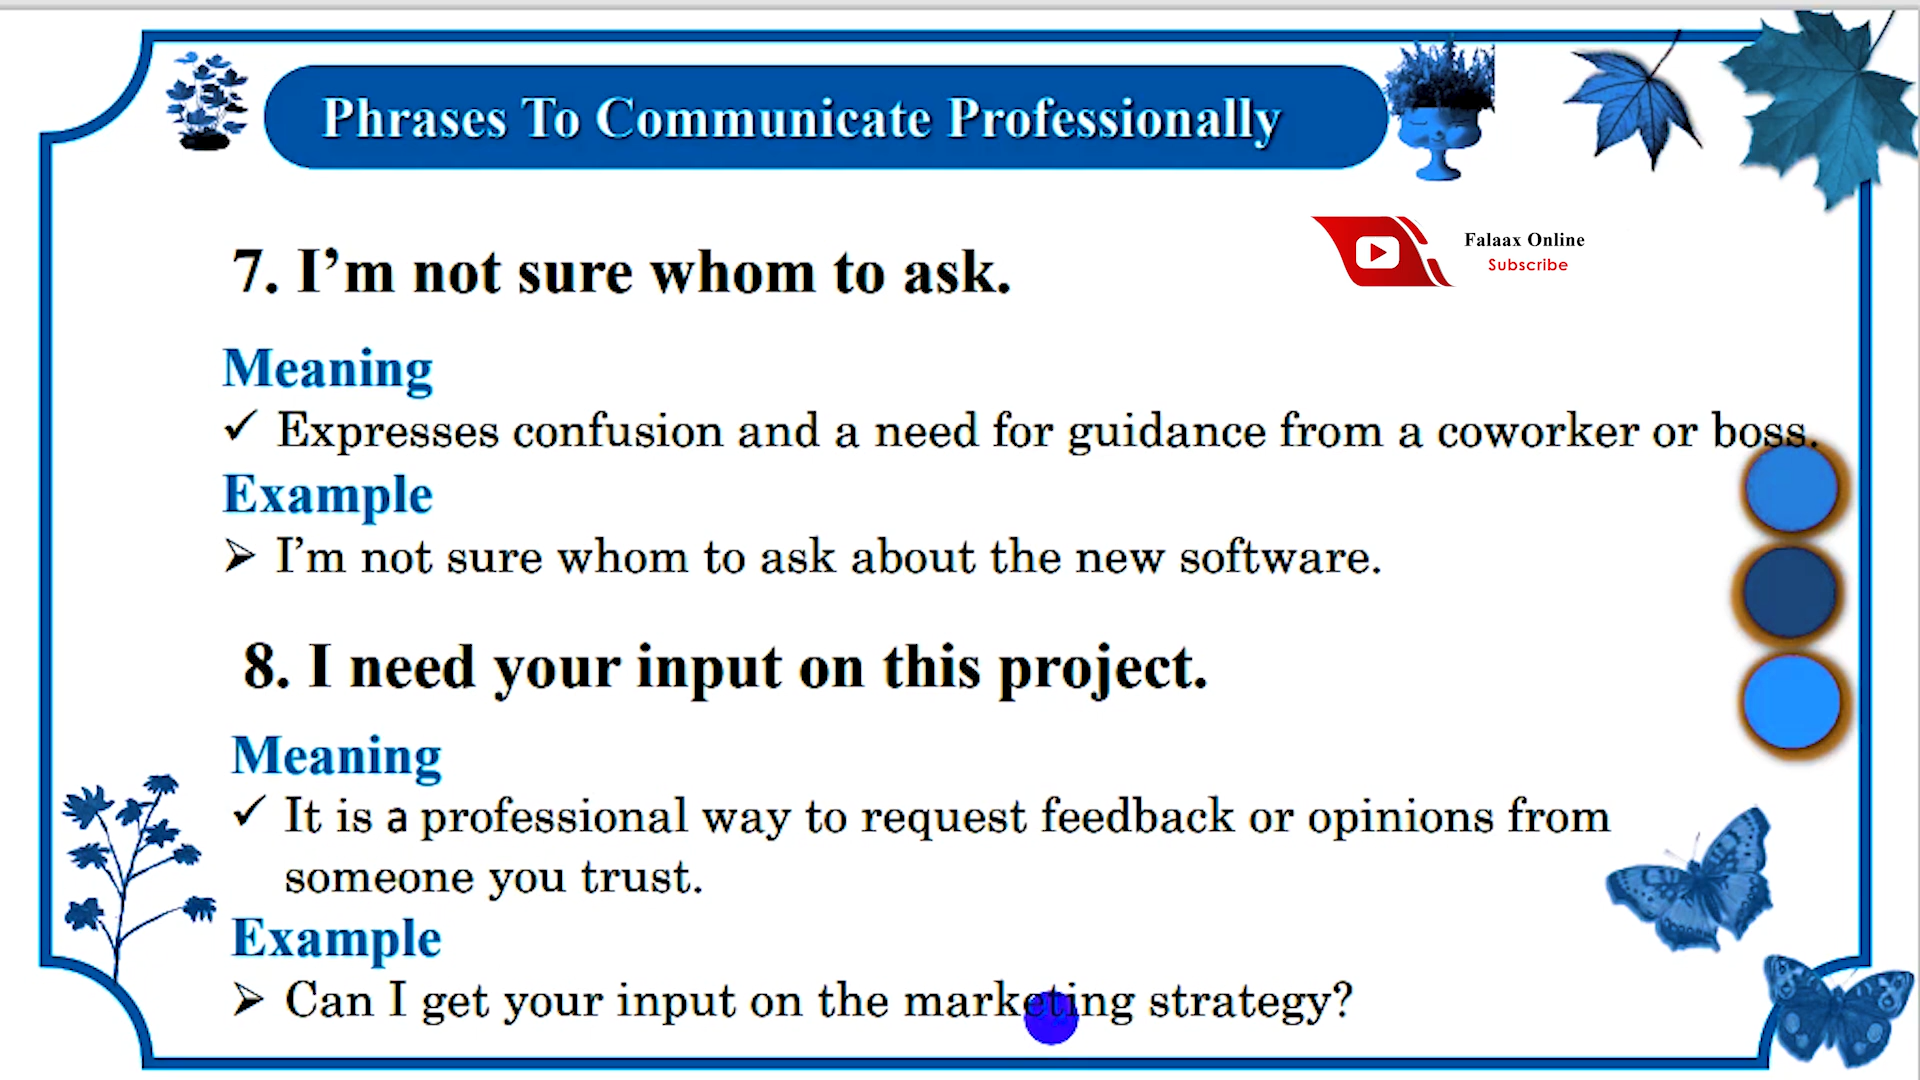 Phrases To Communicate Professionally
Falaax Online
Subscribe
7. I’m not sure whom to ask.
Meaning
✓ Expresses confusion and a need for guidance from a coworker or boss.
Example
➢ I’m not sure whom to ask about the new software.
8. I need your input on this project.
Meaning
✓ It is a professional way to request feedback or opinions from
someone you trust.
Example
➢ Can I get your input on the marketing strategy?